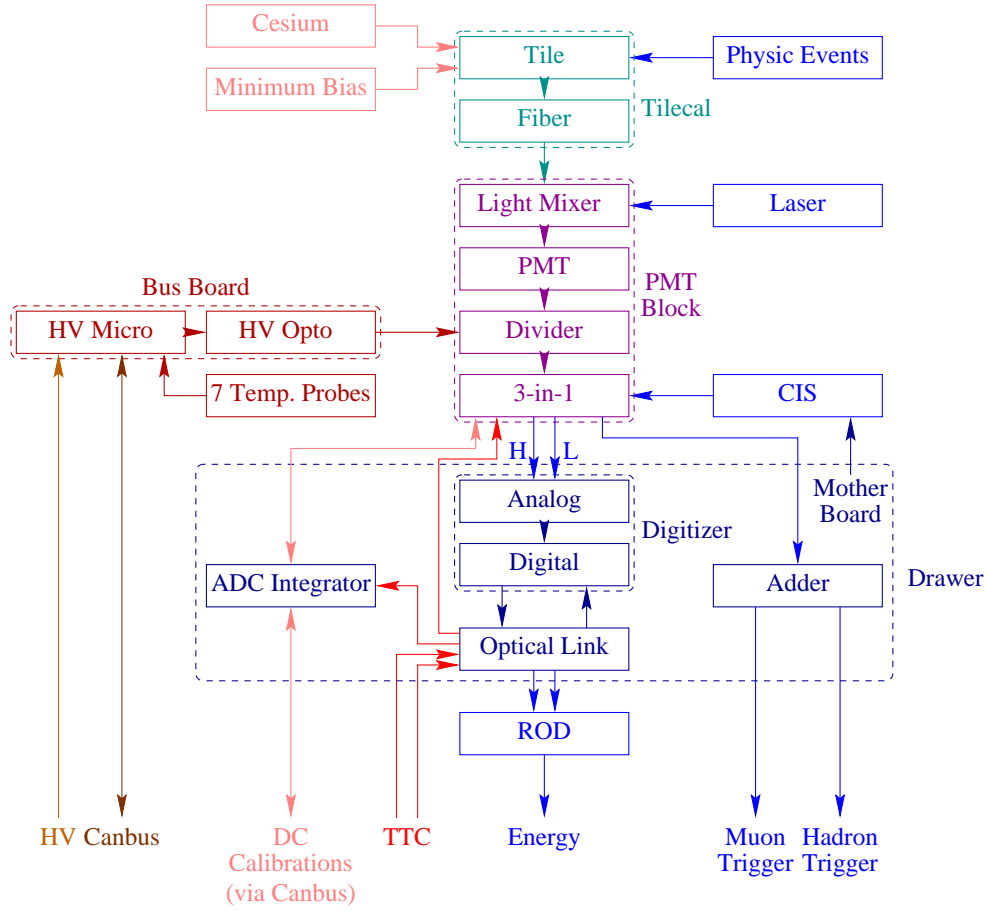 Cesium
Tile
Physic Events
Minimum Bias
Fiber
Tilecal
Light Mixer
Laser
PMT
PMT
Block
Bus Board
HV Micro
HV Opto
Divider
7 Temp. Probes
3-in-1
CIS
H
L
Analog
Mother
Board
Digitizer
Digital
ADC Integrator
Adder
Drawer
Optical Link
ROD
HV
Canbus
DC
Calibrations
(via Canbus)
TTC
Energy
Muon
Trigger
Hadron
Trigger